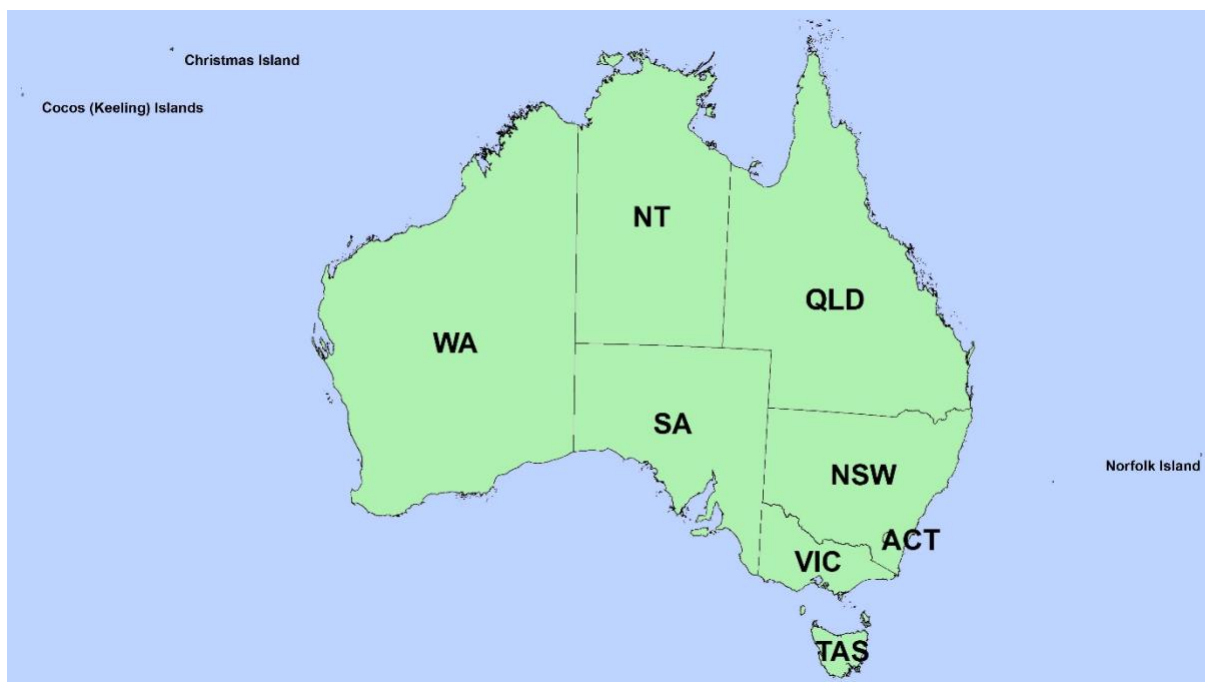 Christmas Island
Cocos (Keeling) Islands
NT
QLD
WA
SA
NSW
Norfolk Island
ACT
VIC
TAS